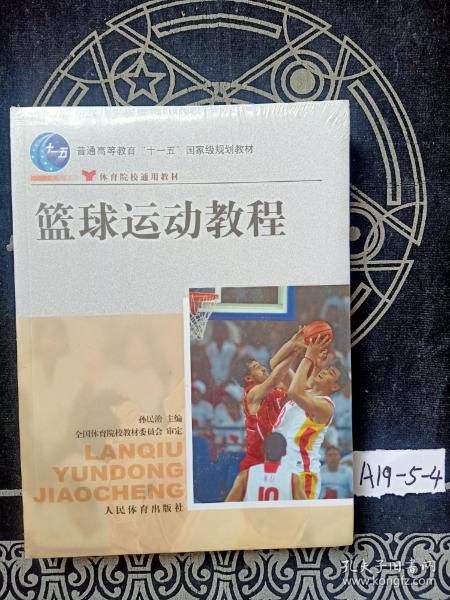 十一五
普通高等教育"十一五"国家级规划教材
体育院校通用教材
篮球运动教程
孙民治 主编
全国体育院校教材委员会 审定
LANQIU
YUNDONG
JIAOCHENG
人民体育出版社
10
A19-5-4
孔夫子旧书网
book.kongfz.com